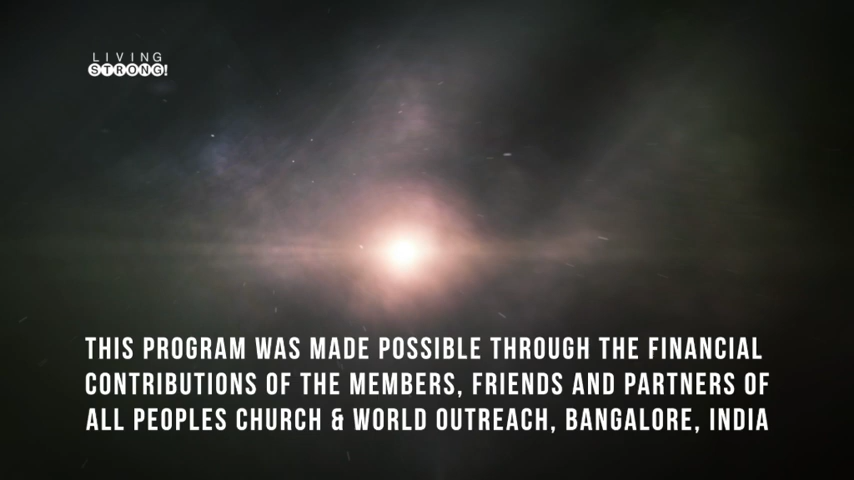 LIVING
STRONG!
THIS PROGRAM WAS MADE POSSIBLE THROUGH THE FINANCIAL
CONTRIBUTIONS OF THE MEMBERS, FRIENDS AND PARTNERS OF
ALL PEOPLES CHURCH & WORLD OUTREACH, BANGALORE, INDIA